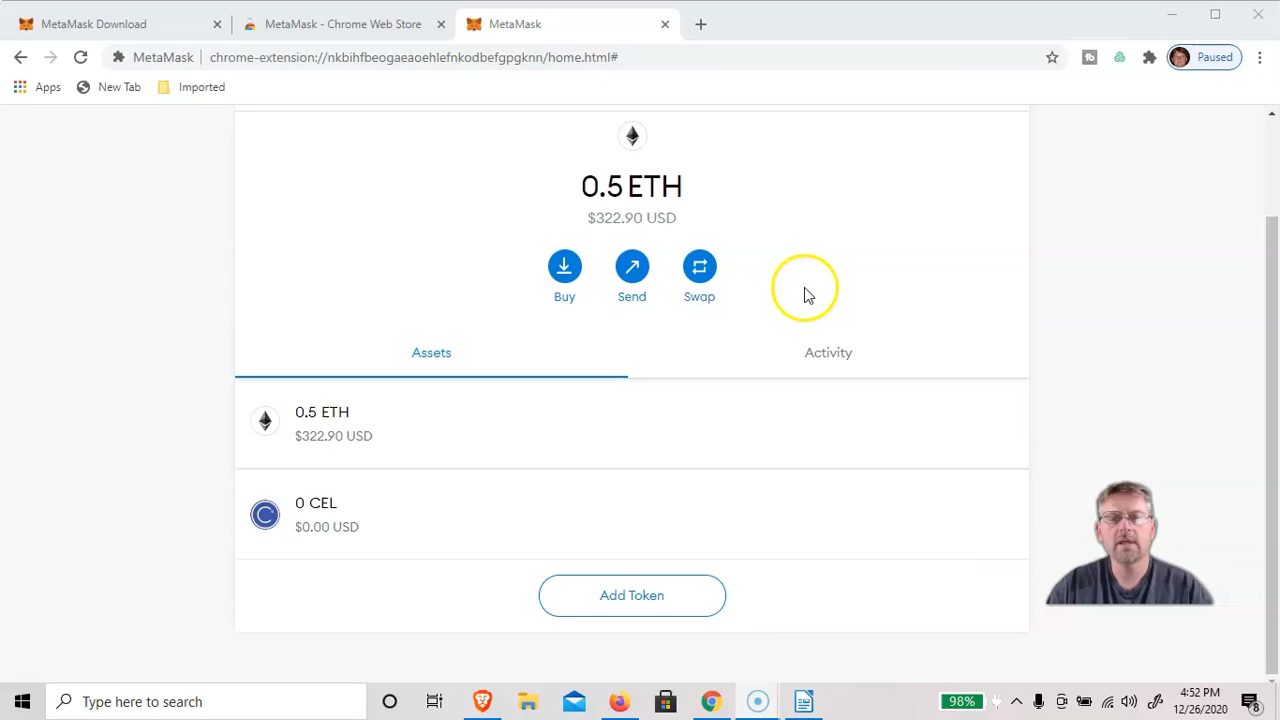 MetaMask Download
MetaMask - Chrome Web Store
MetaMask
MetaMask
chrome-extension://nkbihfbeogaeaoehlefnkodbefgpgknn/home.html#
Paused
Apps
New Tab
Imported
0.5 ETH
$322.90 USD
Buy
Send
Swap
Assets
Activity
0.5 ETH
$322.90 USD
0 CEL
$0.00 USD
Add Token
Type here to search
98%
4:52 PM
12/26/2020
8